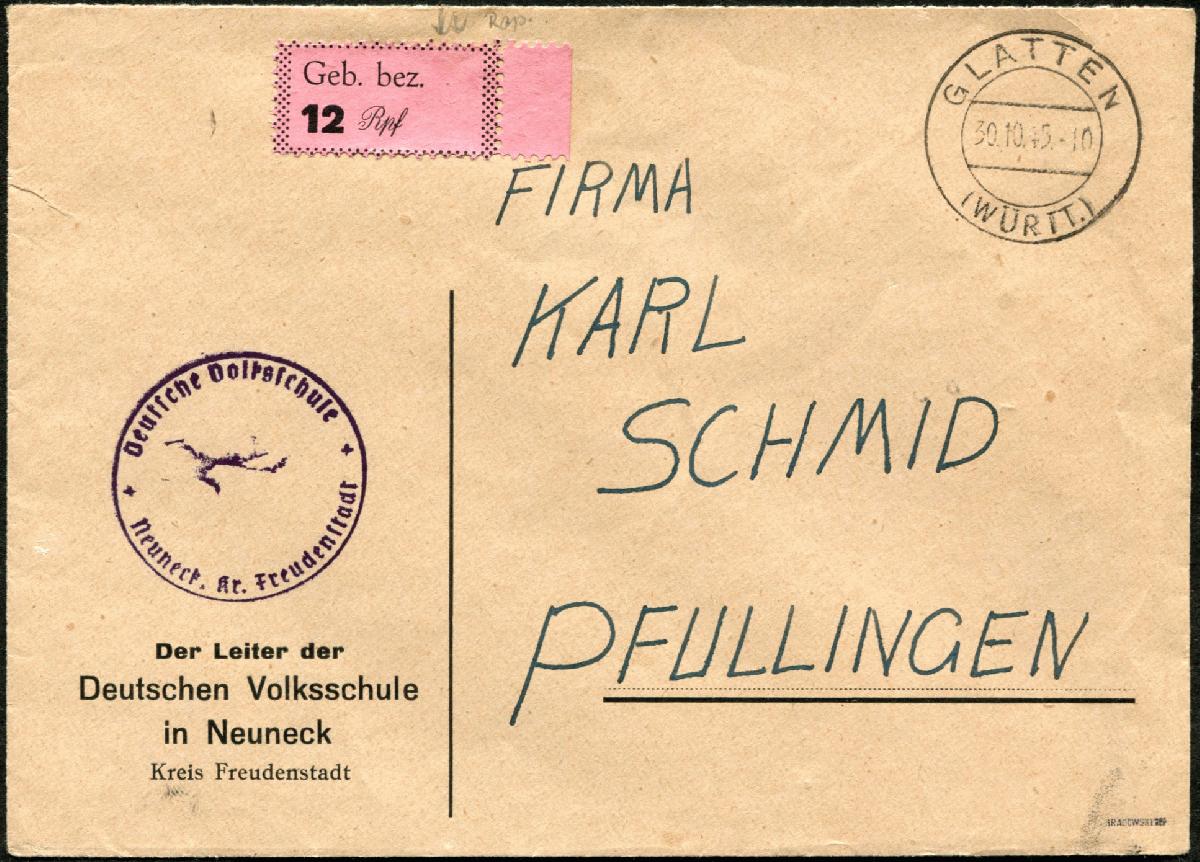 Rap.
Geb. bez.
12 Rpf
GLATTEN
30.10.45.-10
(WÜRTT.)
FIRMA
KARL
SCHMID
PFULLINGEN
Deutsche Volksschule
Neuneck, Kr. Freudenstadt
Der Leiter der
Deutschen Volksschule
in Neuneck
Kreis Freudenstadt